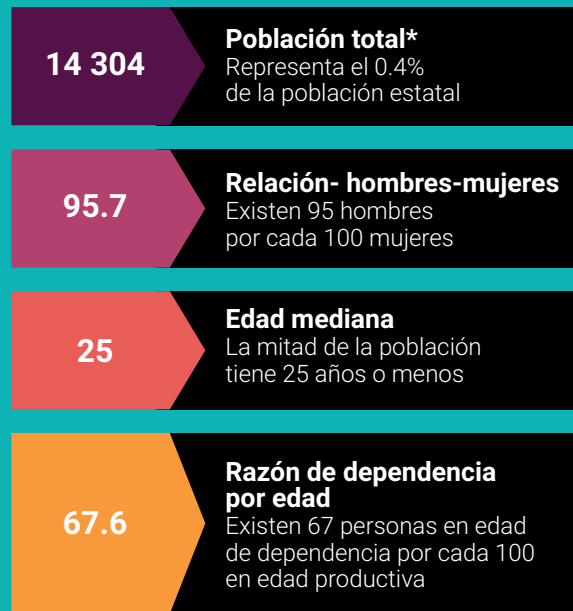 14 304
Población total*
Representa el 0.4%
de la población estatal
95.7
Relación- hombres-mujeres
Existen 95 hombres
por cada 100 mujeres
25
Edad mediana
La mitad de la población
tiene 25 años o menos
67.6
Razón de dependencia
por edad
Existen 67 personas en edad
de dependencia por cada 100
en edad productiva